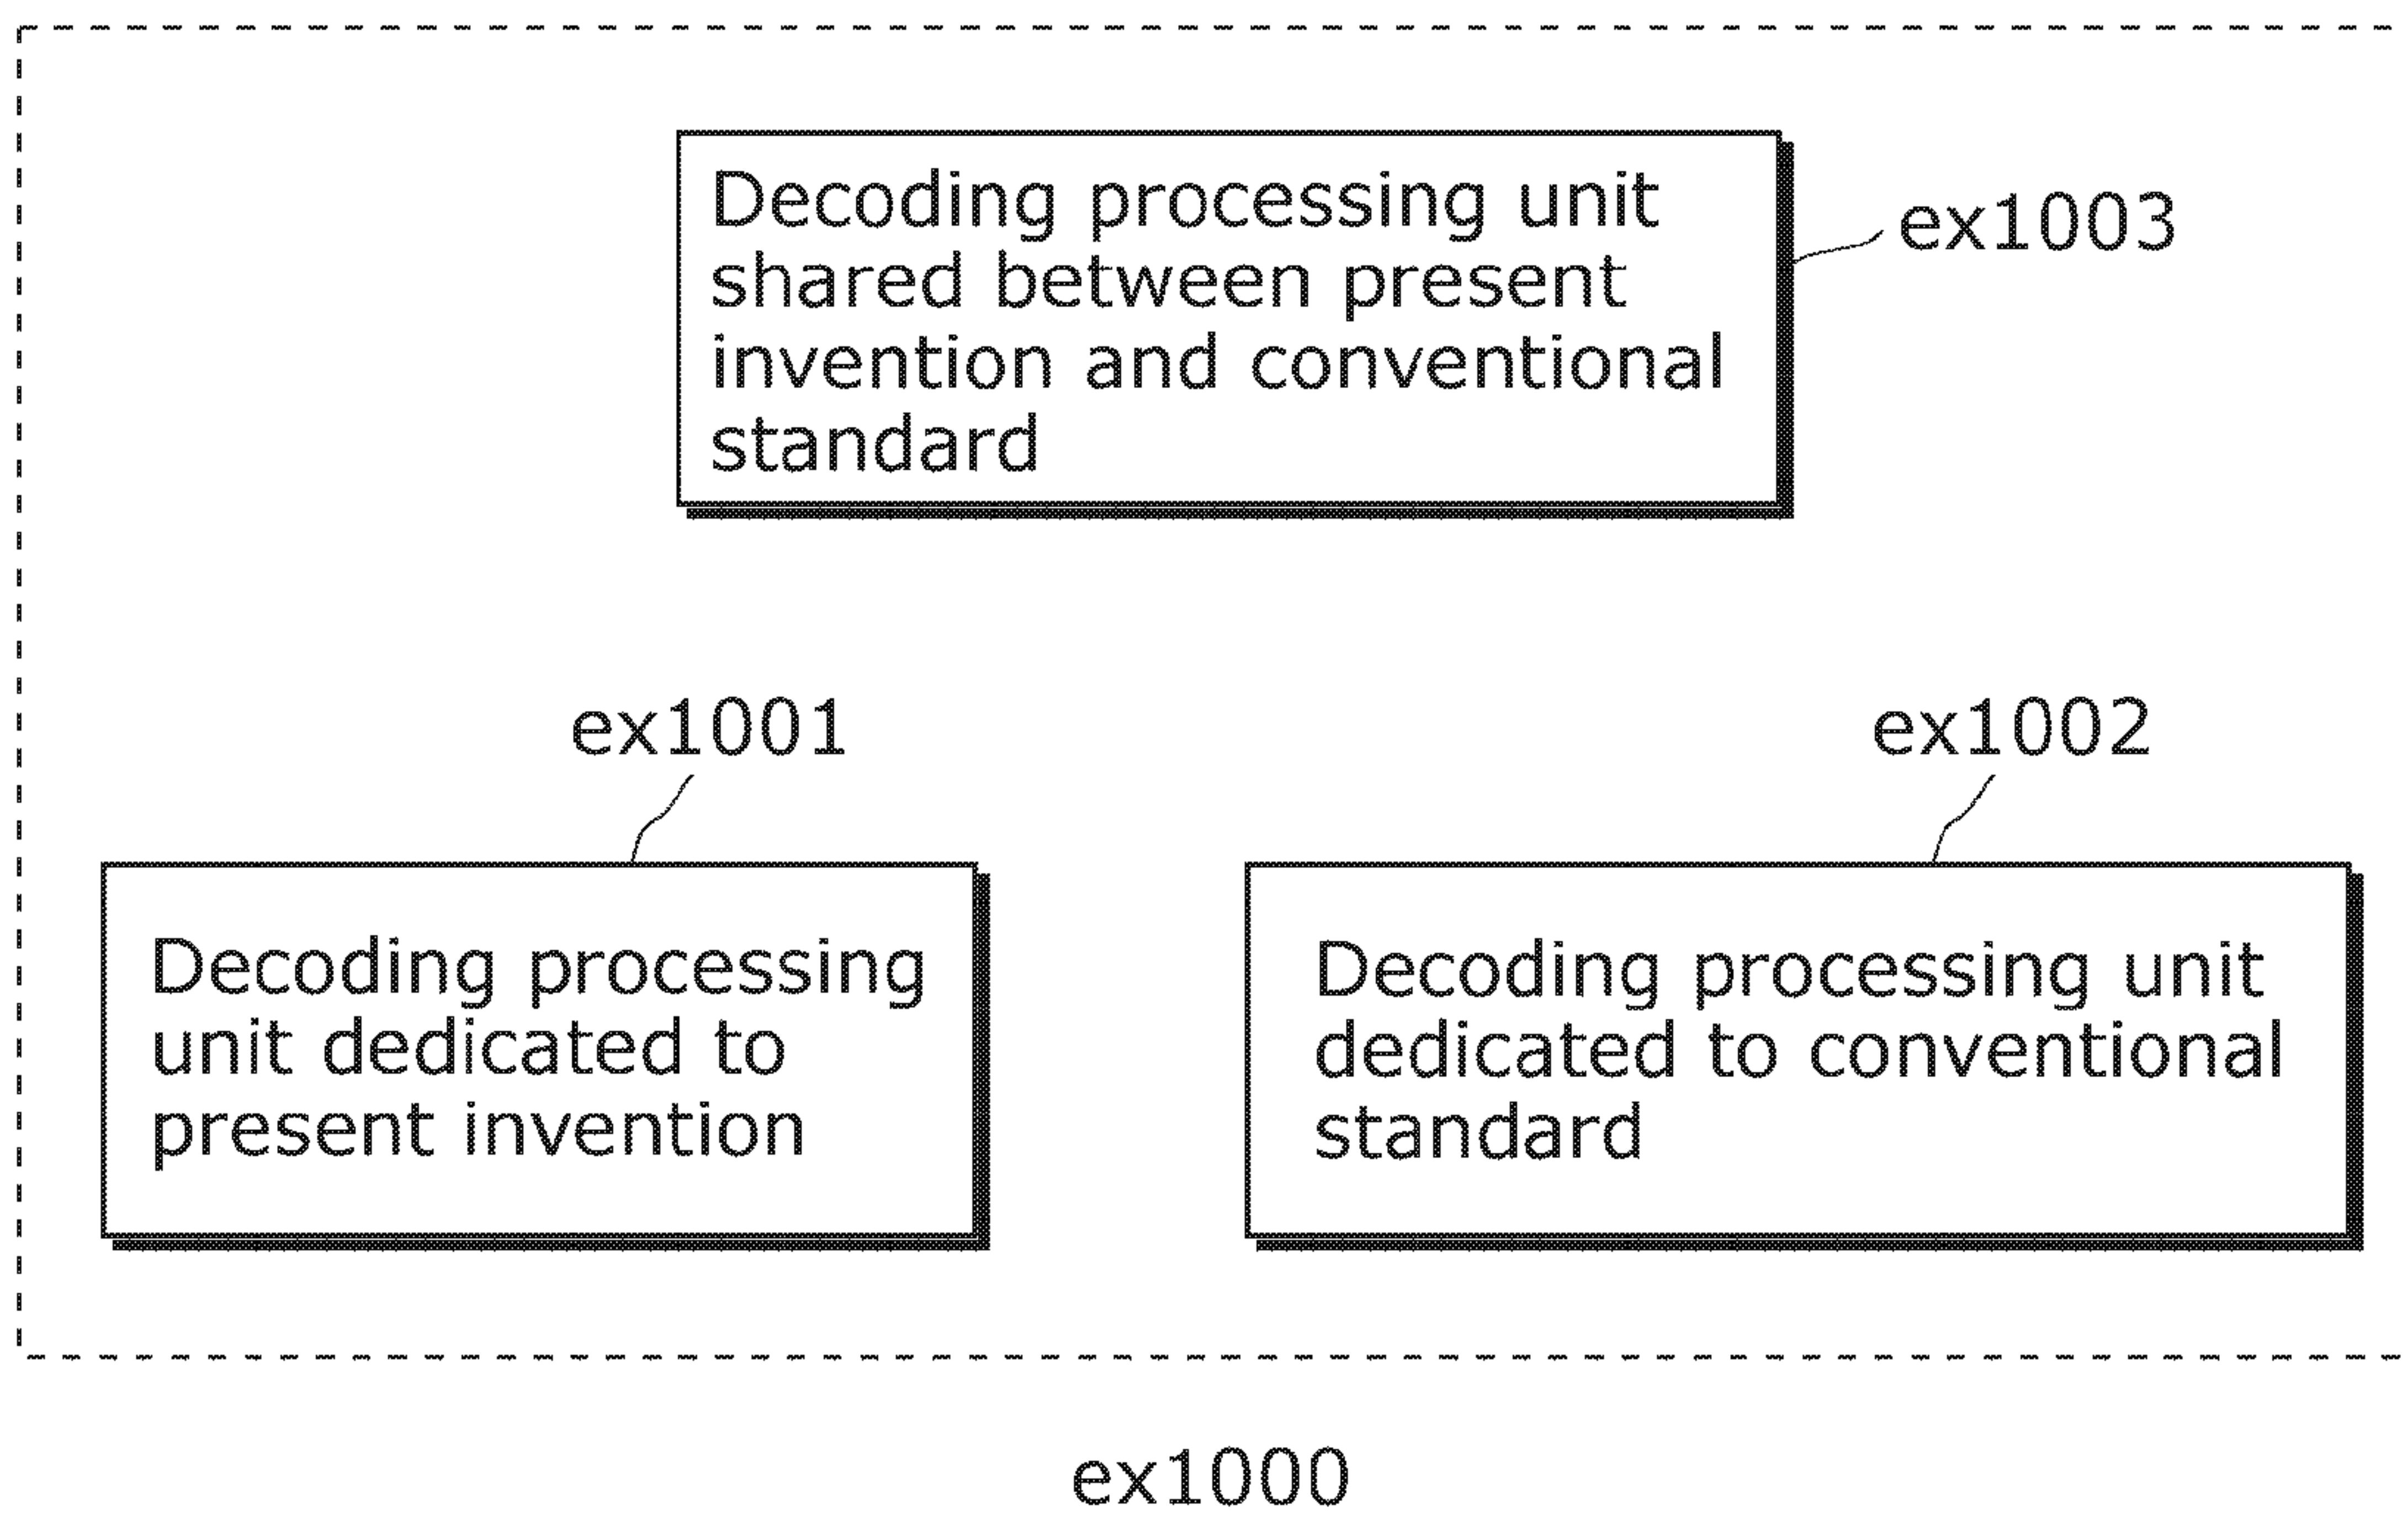 Decoding processing unit
shared between present
invention and conventional
standard
ex1003
ex1001
ex1002
Decoding processing
unit dedicated to
present invention
Decoding processing unit
dedicated to conventional
standard
ex1000